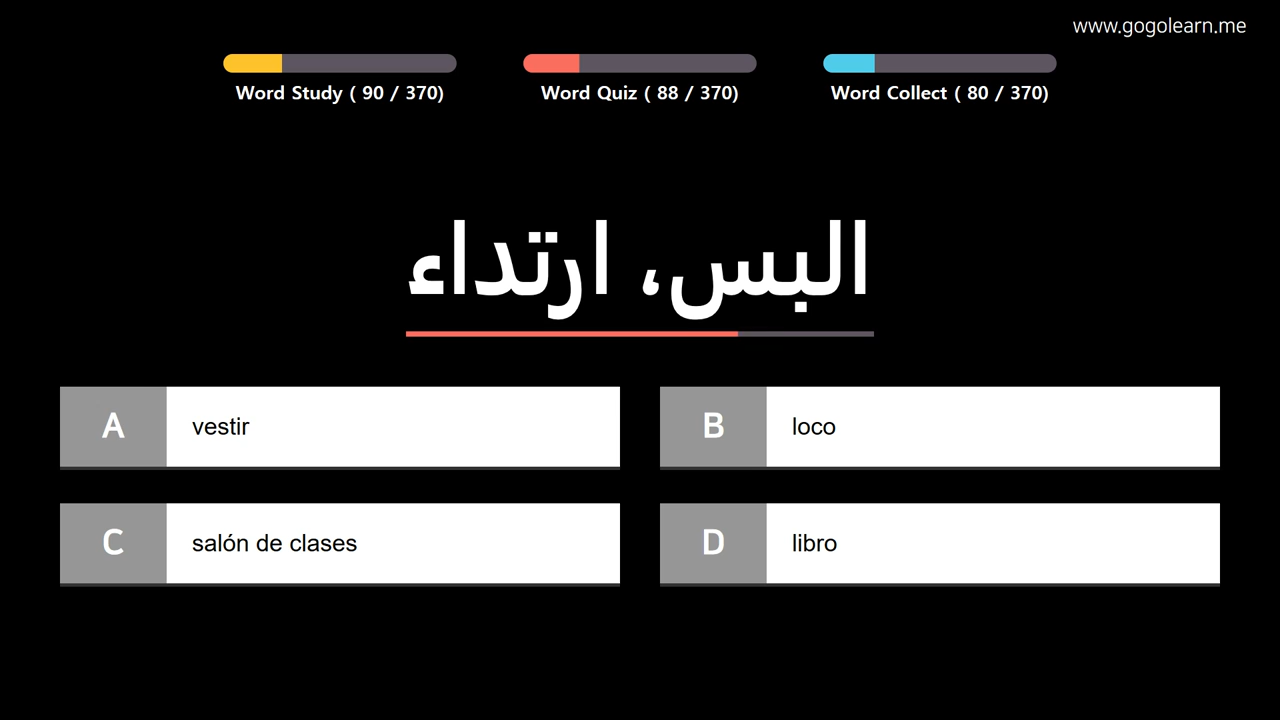 www.gogolearn.me
Word Study ( 90 / 370)
Word Quiz ( 88 / 370)
Word Collect ( 80 / 370)
البس، ارتداء
A vestir
B loco
C salón de clases
D libro